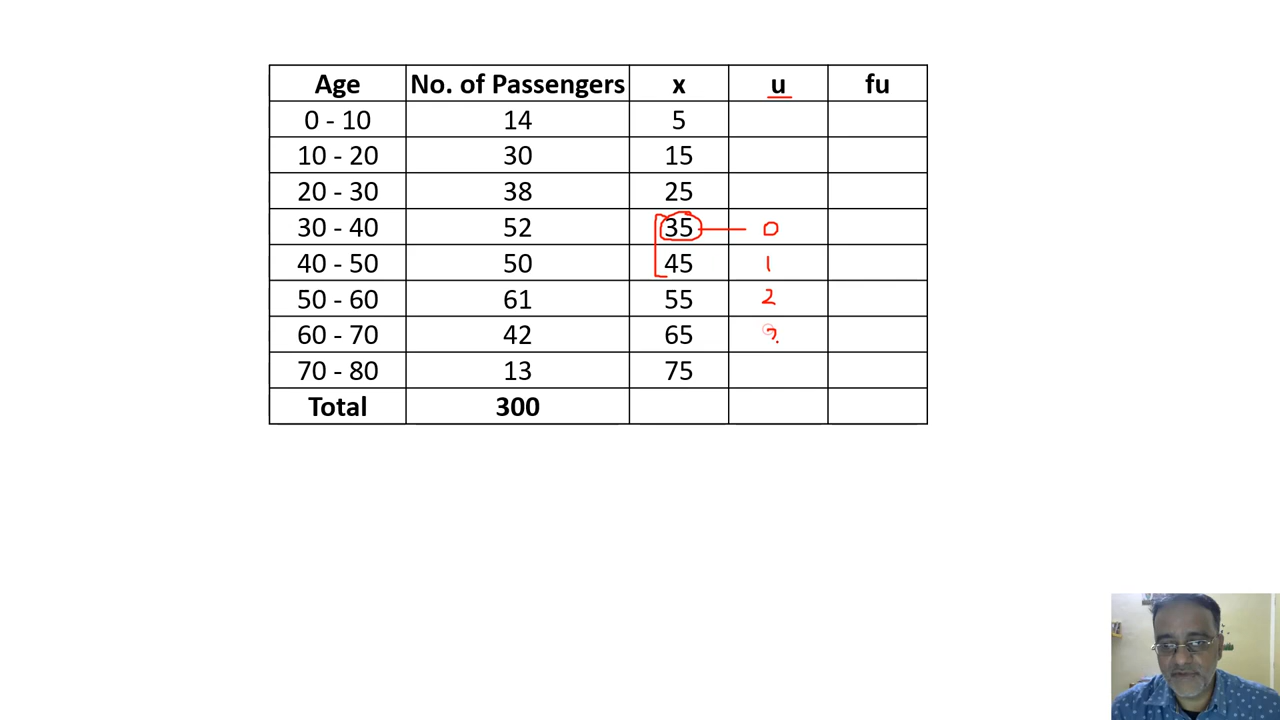 Age No. of Passengers x u fu
0 - 10 14 5
10 - 20 30 15
20 - 30 38 25
30 - 40 52 35 0
40 - 50 50 45 1
50 - 60 61 55 2
60 - 70 42 65
70 - 80 13 75
Total 300